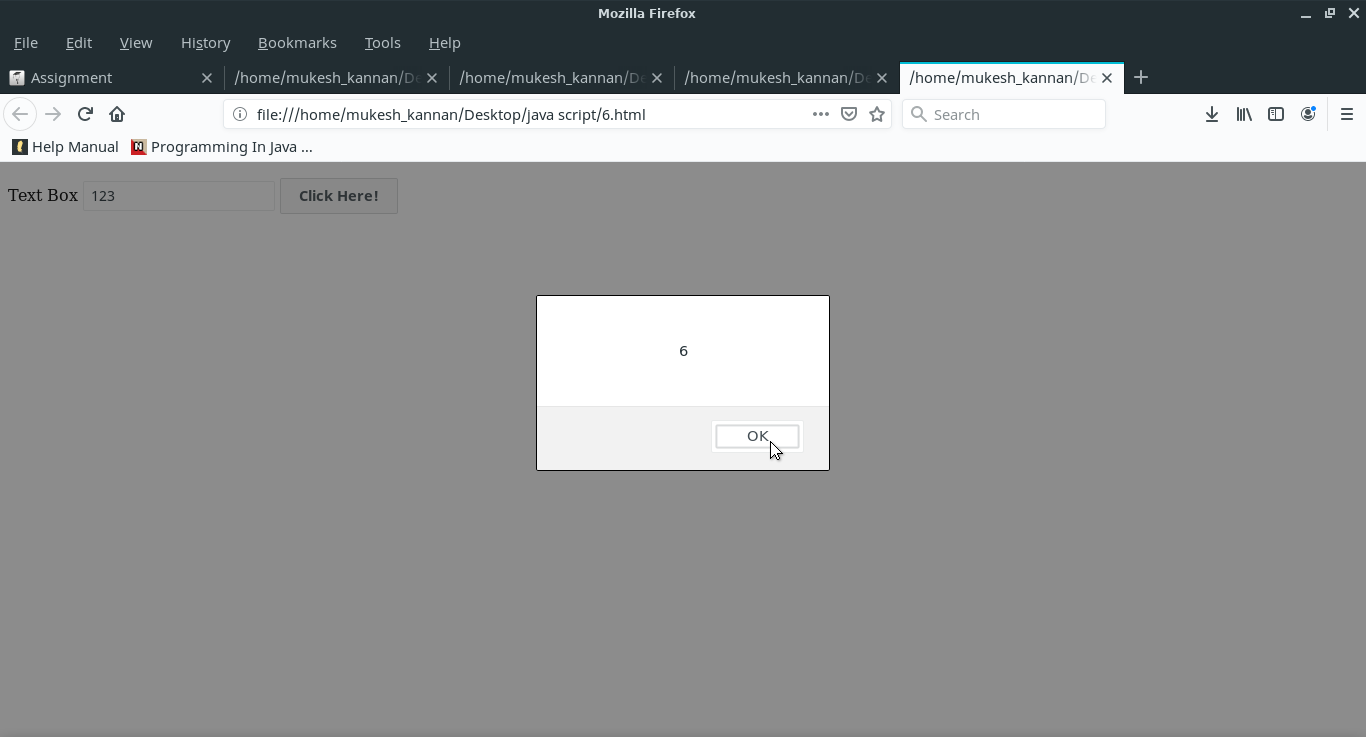 Mozilla Firefox
File Edit View History Bookmarks Tools Help
Assignment /home/mukesh_kannan/De /home/mukesh_kannan/De /home/mukesh_kannan/De /home/mukesh_kannan/De
file:///home/mukesh_kannan/Desktop/java script/6.html Search
Help Manual Programming In Java ...
Text Box 123 Click Here!
6
OK